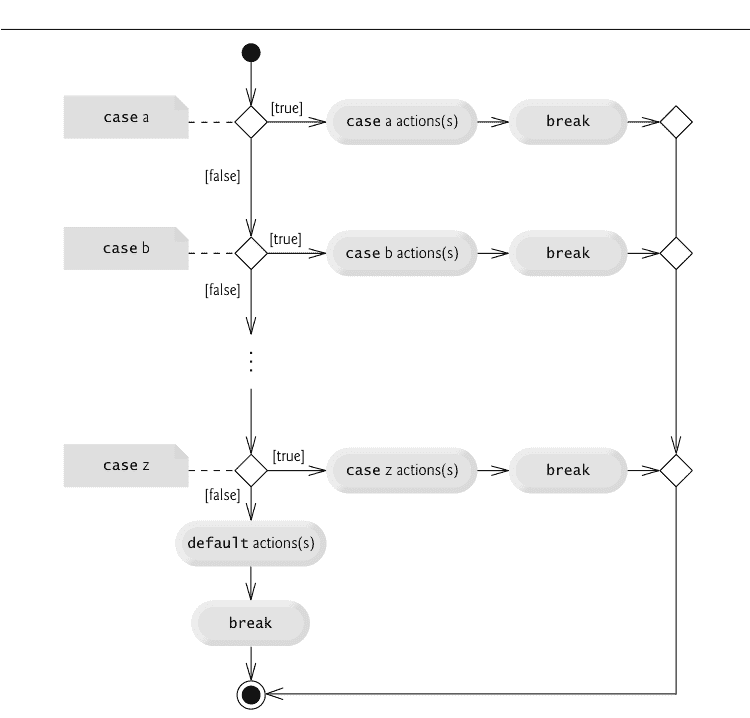 [true]
case a
case a actions(s)
break
[false]
[true]
case b
case b actions(s)
break
[false]
⋮
[true]
case z
case z actions(s)
break
[false]
default actions(s)
break